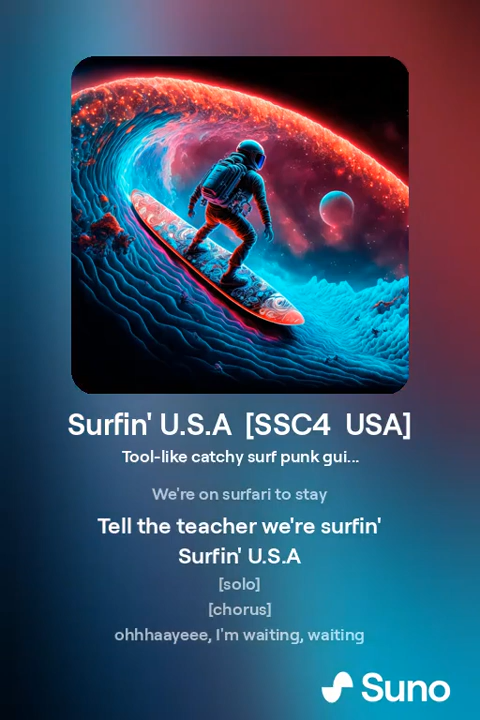 Surfin' U.S.A [SSC4 USA]
Tool-like catchy surf punk gui...
We're on surfari to stay
Tell the teacher we're surfin'
Surfin' U.S.A
[solo]
[chorus]
ohhhaayeee, I'm waiting, waiting
Suno